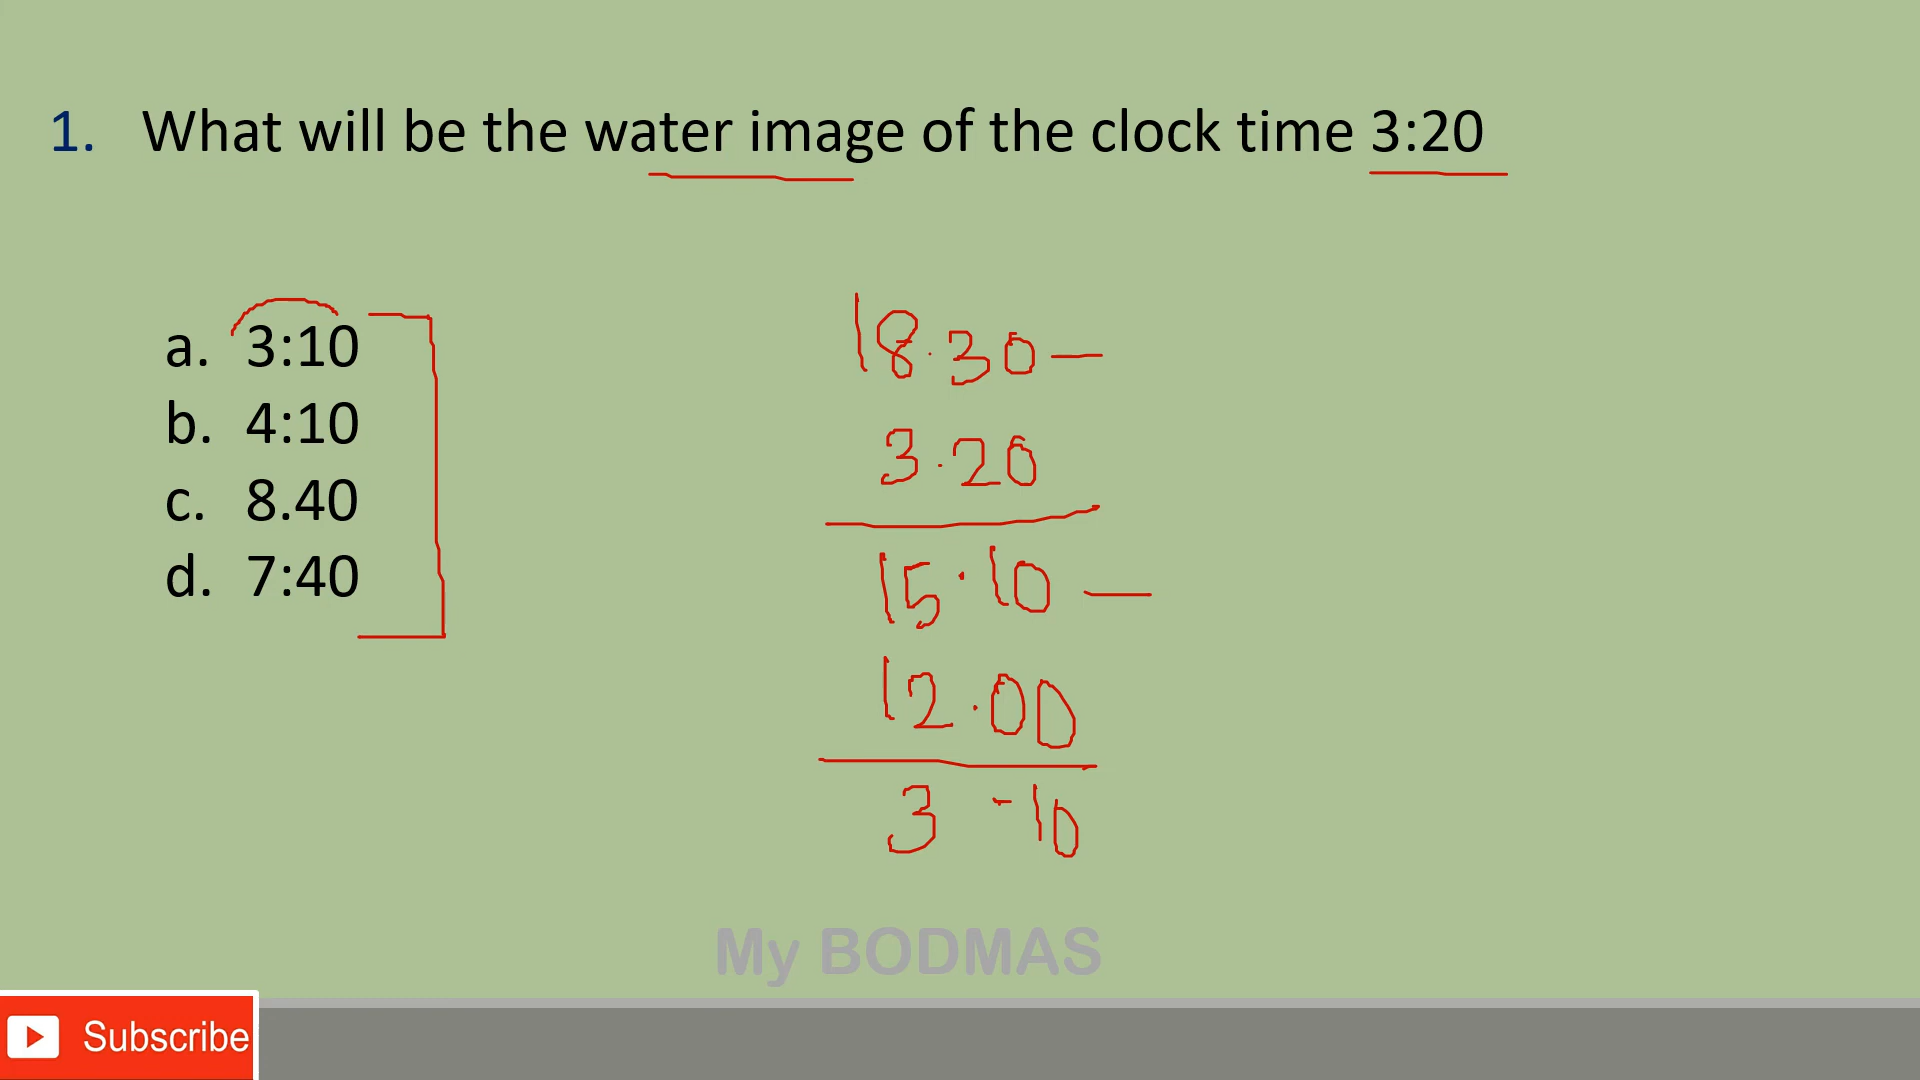 1. What will be the water image of the clock time 3:20
a. 3:10
b. 4:10
c. 8.40
d. 7:40
18.30 —
3.20
15.10 —
12.00
3 -10
My BODMAS
Subscribe